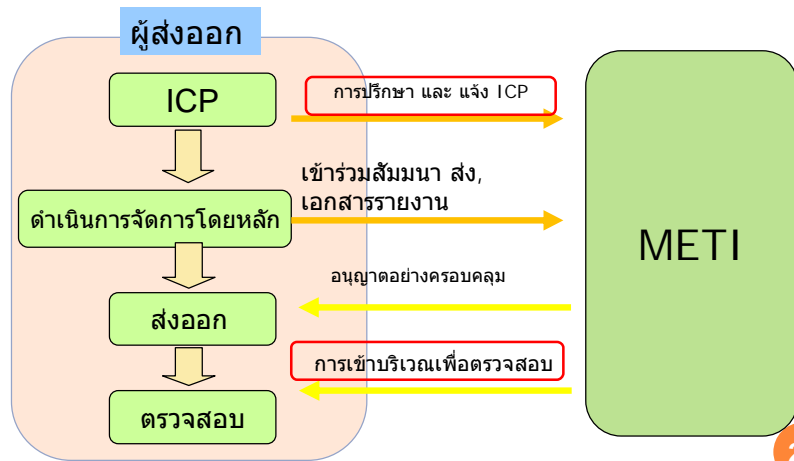 ผู้ส่งออก
ICP
การปรึกษา และ แจ้ง ICP
เข้าร่วมสัมมนา ส่ง,
เอกสารรายงาน
ดำเนินการจัดการโดยหลัก
METI
อนุญาตอย่างครอบคลุม
ส่งออก
การเข้าบริเวณเพื่อตรวจสอบ
ตรวจสอบ